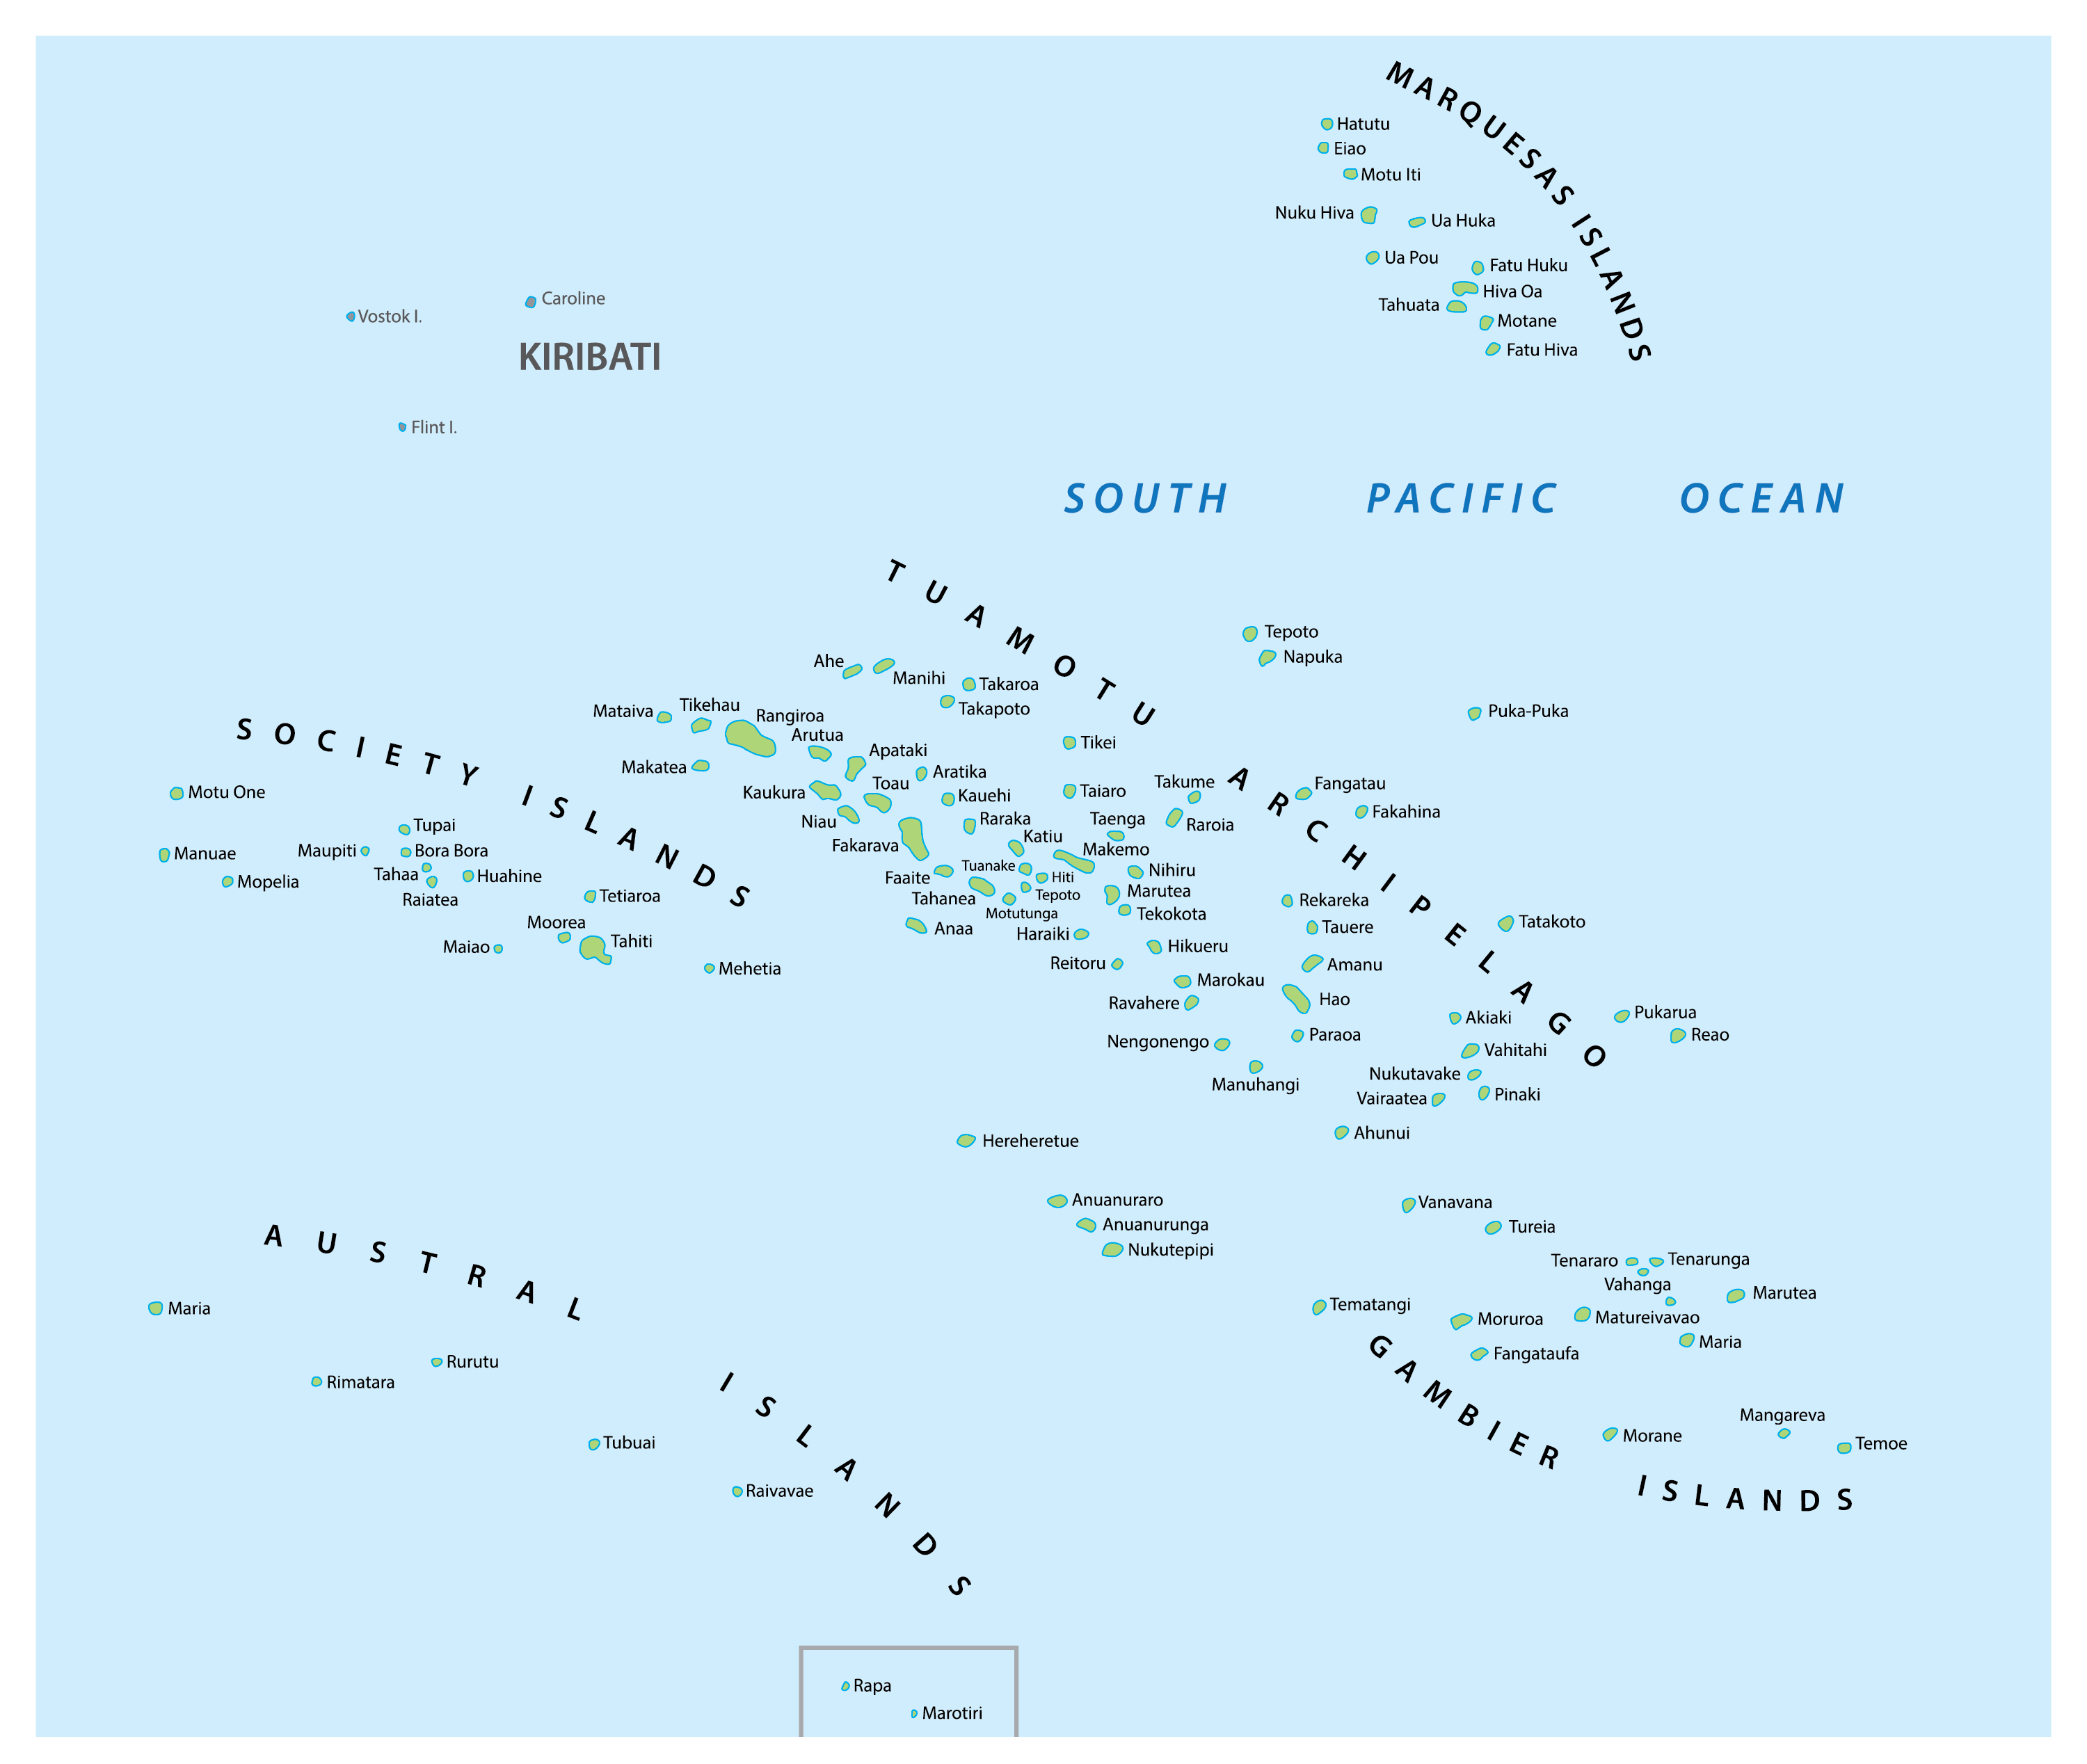 MARQUESAS ISLANDS
Hatutu
Eiao
Motu Iti
Nuku Hiva
Ua Huka
Ua Pou
Fatu Huku
Hiva Oa
Tahuata
Motane
Fatu Hiva
Caroline
Vostok I.
KIRIBATI
Flint I.
SOUTH PACIFIC OCEAN
TUAMOTU ARCHIPELAGO
Tepoto
Napuka
Ahe
Manihi
Takaroa
Takapoto
Puka-Puka
Mataiva
Tikehau
Rangiroa
Arutua
Tikei
Apataki
Makatea
Aratika
Kaukura
Toau
Kauehi
Taiaro
Takume
Fangatau
Fakahina
Niau
Raraka
Taenga
Raroia
Fakarava
Katiu
Makemo
Tuanake
Hiti
Nihiru
Faaite
Tahanea
Tepoto
Marutea
Motutunga
Tekokota
Rekareka
Tatakoto
Anaa
Haraiki
Tauere
Hikueru
Reitoru
Amanu
Marokau
Ravahere
Hao
Pukarua
Akiaki
Reao
Paraoa
Nengonengo
Vahitahi
Manuhangi
Nukutavake
Pinaki
Vairaatea
Ahunui
Hereheretue
Anuanuraro
Anuanurunga
Nukutepipi
Vanavana
Tureia
SOCIETY ISLANDS
Motu One
Tupai
Manuae
Maupiti
Bora Bora
Mopelia
Tahaa
Huahine
Raiatea
Tetiaroa
Moorea
Maiao
Tahiti
Mehetia
Tenararo
Tenarunga
Vahanga
Marutea
Tematangi
Moruroa
Matureivavao
Maria
Fangataufa
GAMBIER ISLANDS
Mangareva
Morane
Temoe
AUSTRAL ISLANDS
Maria
Rurutu
Rimatara
Tubuai
Raivavae
Rapa
Marotiri